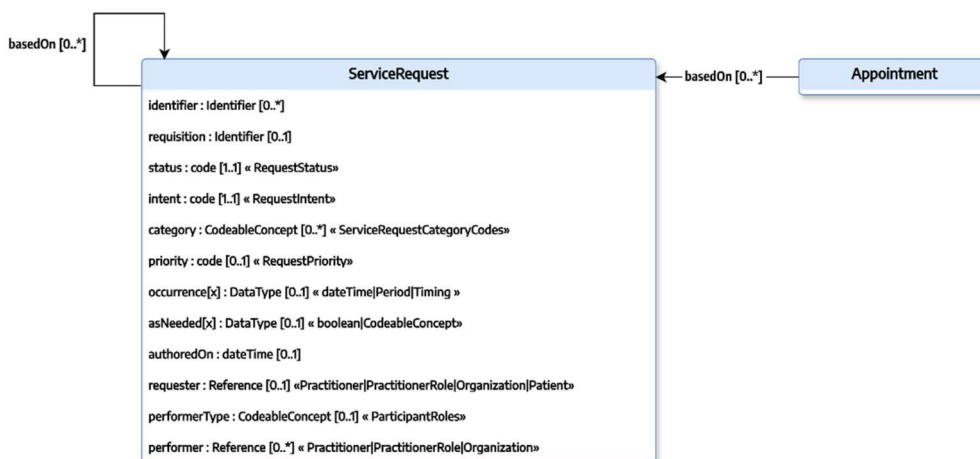 basedOn [0..*]
ServiceRequest
basedOn [0..*]
Appointment
identifier : Identifier [0..*]
requisition : Identifier [0..1]
status : code [1..1] « RequestStatus»
intent : code [1..1] « RequestIntent»
category : CodeableConcept [0..*] « ServiceRequestCategoryCodes»
priority : code [0..1] « RequestPriority»
occurrence[x] : DataType [0..1] « dateTime|Period|Timing »
asNeeded[x] : DataType [0..1] « boolean|CodeableConcept»
authoredOn : dateTime [0..1]
requester : Reference [0..1] «Practitioner|PractitionerRole|Organization|Patient»
performerType : CodeableConcept [0..1] « ParticipantRoles»
performer : Reference [0..*] « Practitioner|PractitionerRole|Organization»